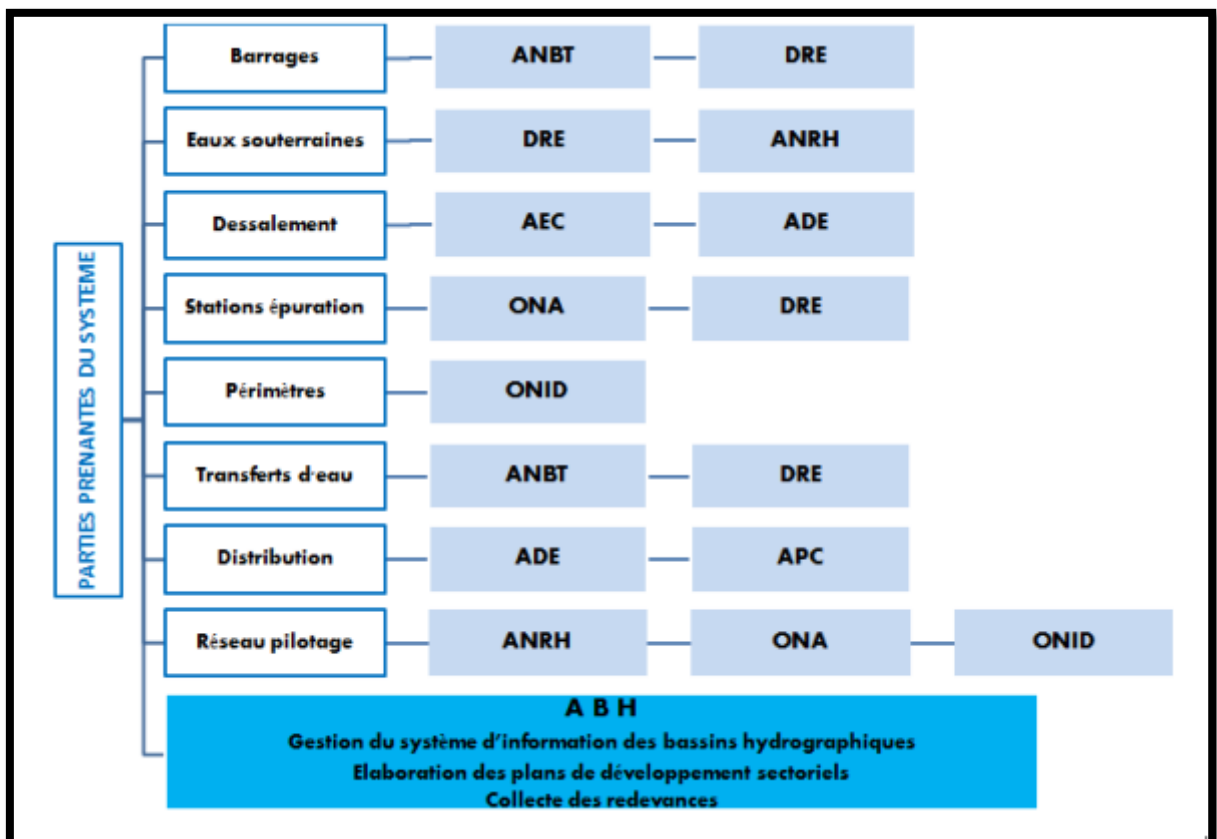 PARTIES PRENANTES DU SYSTEME
Barrages
ANBT
DRE
Eaux souterraines
DRE
ANRH
Dessalement
AEC
ADE
Stations épuration
ONA
DRE
Périmètres
ONID
Transferts d'eau
ANBT
DRE
Distribution
ADE
APC
Réseau pilotage
ANRH
ONA
ONID
A B H
Gestion du système d'information des bassins hydrographiques
Elaboration des plans de développement sectoriels
Collecte des redevances